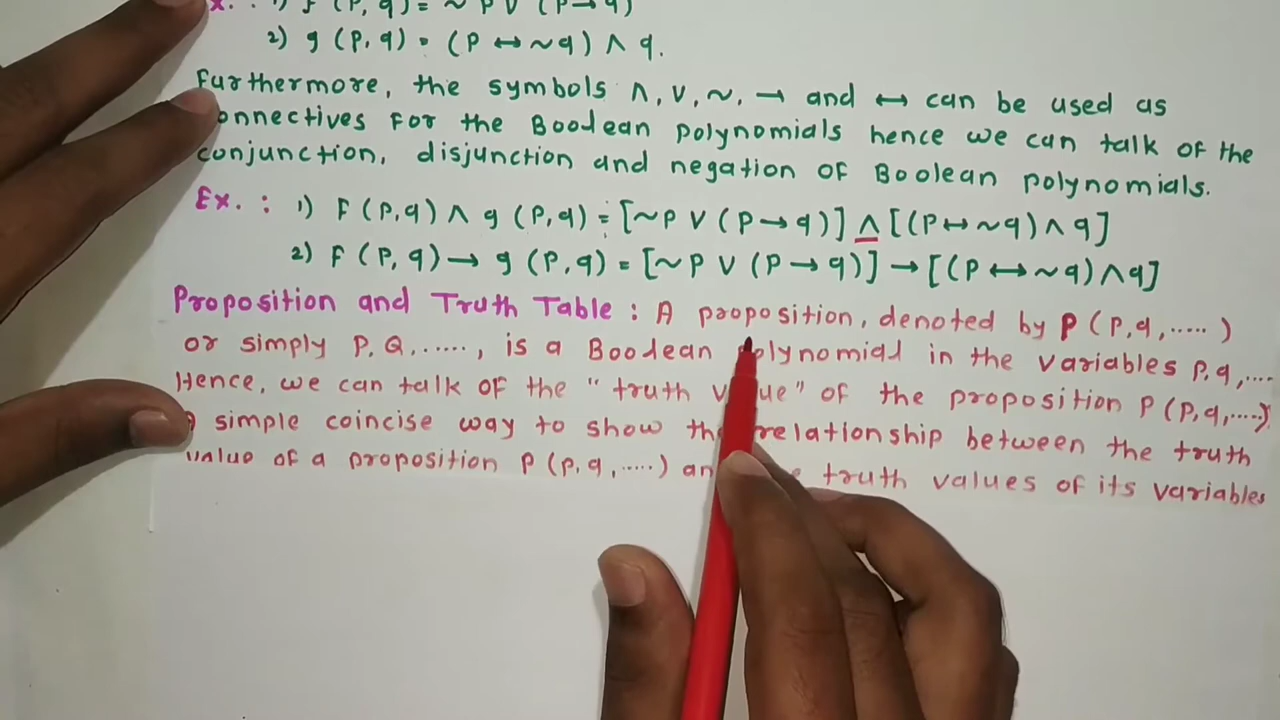 Ex. : 1) F (P, q) = ~ P ∨ (P→q)
2) g (P, q) = (P ↔ ~q) ∧ q.
Furthermore, the symbols ∧, ∨, ~, → and ↔ can be used as
onnectives for the Boolean polynomials hence we can talk of the
conjunction, disjunction and negation of Boolean polynomials.
Ex. : 1) F (P,q) ∧ g (P,q) = [~P ∨ (P→q)] ∧ [(P↔~q)∧q]
2) F (P,q) → g (P,q) = [~P ∨ (P→q)] → [(P↔~q)∧q]
Proposition and Truth Table : A proposition, denoted by P (P,q,.....)
or simply P, Q,......, is a Boolean polynomial in the variables P,q,....
Hence, we can talk of the "truth value" of the proposition P (P,q,....).
simple coincise way to show the relationship between the truth
value of a proposition P (P,q,.....) truth values of its variables